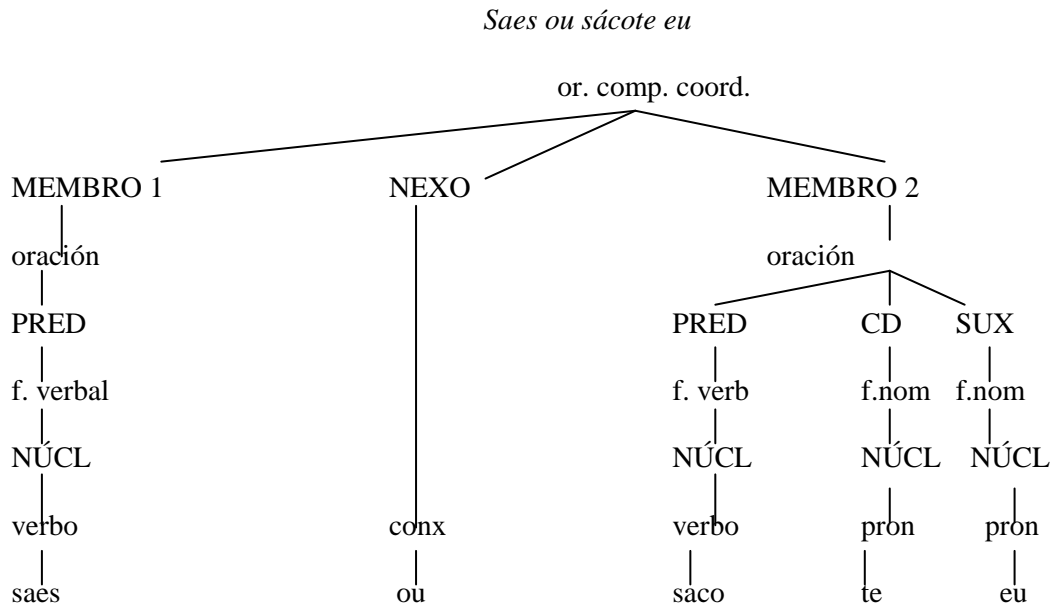 Saes ou sácote eu
or. comp. coord.
MEMBRO 1 NEXO MEMBRO 2
oración oración
PRED PRED CD SUX
f. verbal f. verb f.nom f.nom
NÚCL NÚCL NÚCL NÚCL
verbo conx verbo pron pron
saes ou saco te eu